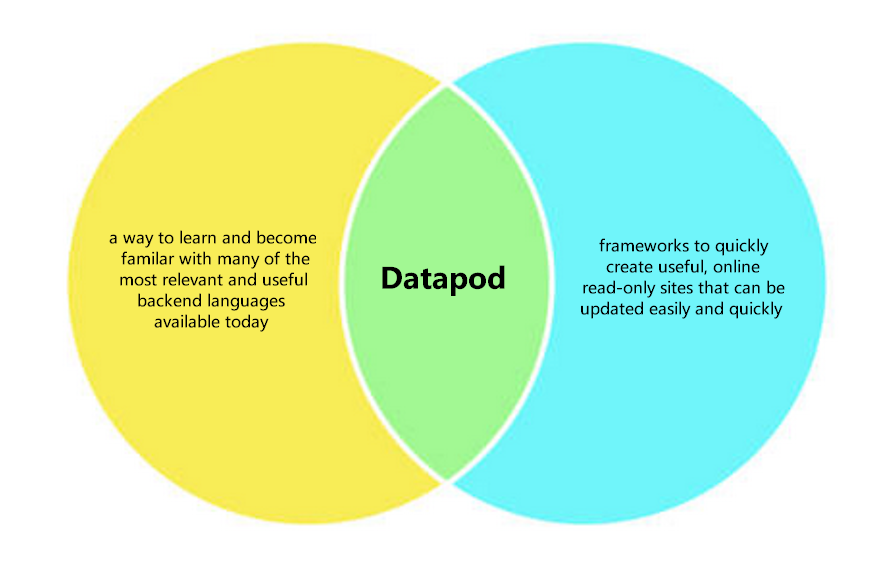 a way to learn and become
familar with many of the
most relevant and useful
backend languages
available today
Datapod
frameworks to quickly
create useful, online
read-only sites that can be
updated easily and quickly